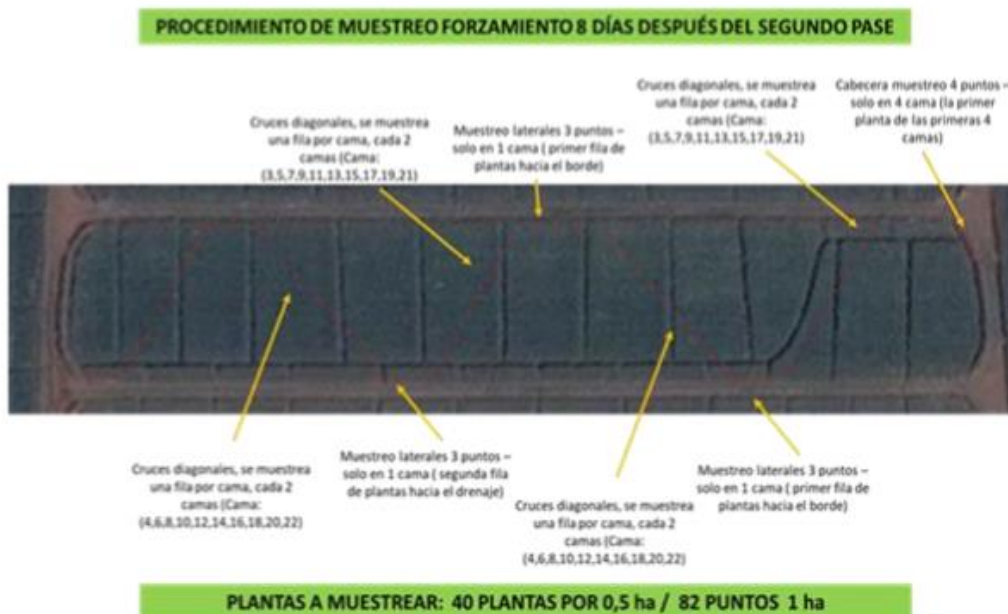 PROCEDIMIENTO DE MUESTREO FORZAMIENTO 8 DÍAS DESPUÉS DEL SEGUNDO PASE
Cruces diagonales, se muestrea
una fila por cama, cada 2
camas (Cama:
(3,5,7,9,11,13,15,17,19,21)
Muestreo laterales 3 puntos –
solo en 1 cama ( primer fila de
plantas hacia el borde)
Cruces diagonales, se muestrea
una fila por cama, cada 2
camas (Cama:
(3,5,7,9,11,13,15,17,19,21)
Cabecera muestreo 4 puntos –
solo en 4 cama (la primer
planta de las primeras 4
camas)
Cruces diagonales, se muestrea
una fila por cama, cada 2
camas (Cama:
(4,6,8,10,12,14,16,18,20,22)
Muestreo laterales 3 puntos –
solo en 1 cama ( segunda fila
de plantas hacia el drenaje)
Cruces diagonales, se muestrea
una fila por cama, cada 2
camas (Cama:
(4,6,8,10,12,14,16,18,20,22)
Muestreo laterales 3 puntos –
solo en 1 cama ( primer fila de
plantas hacia el borde)
PLANTAS A MUESTREAR: 40 PLANTAS POR 0,5 ha / 82 PUNTOS 1 ha